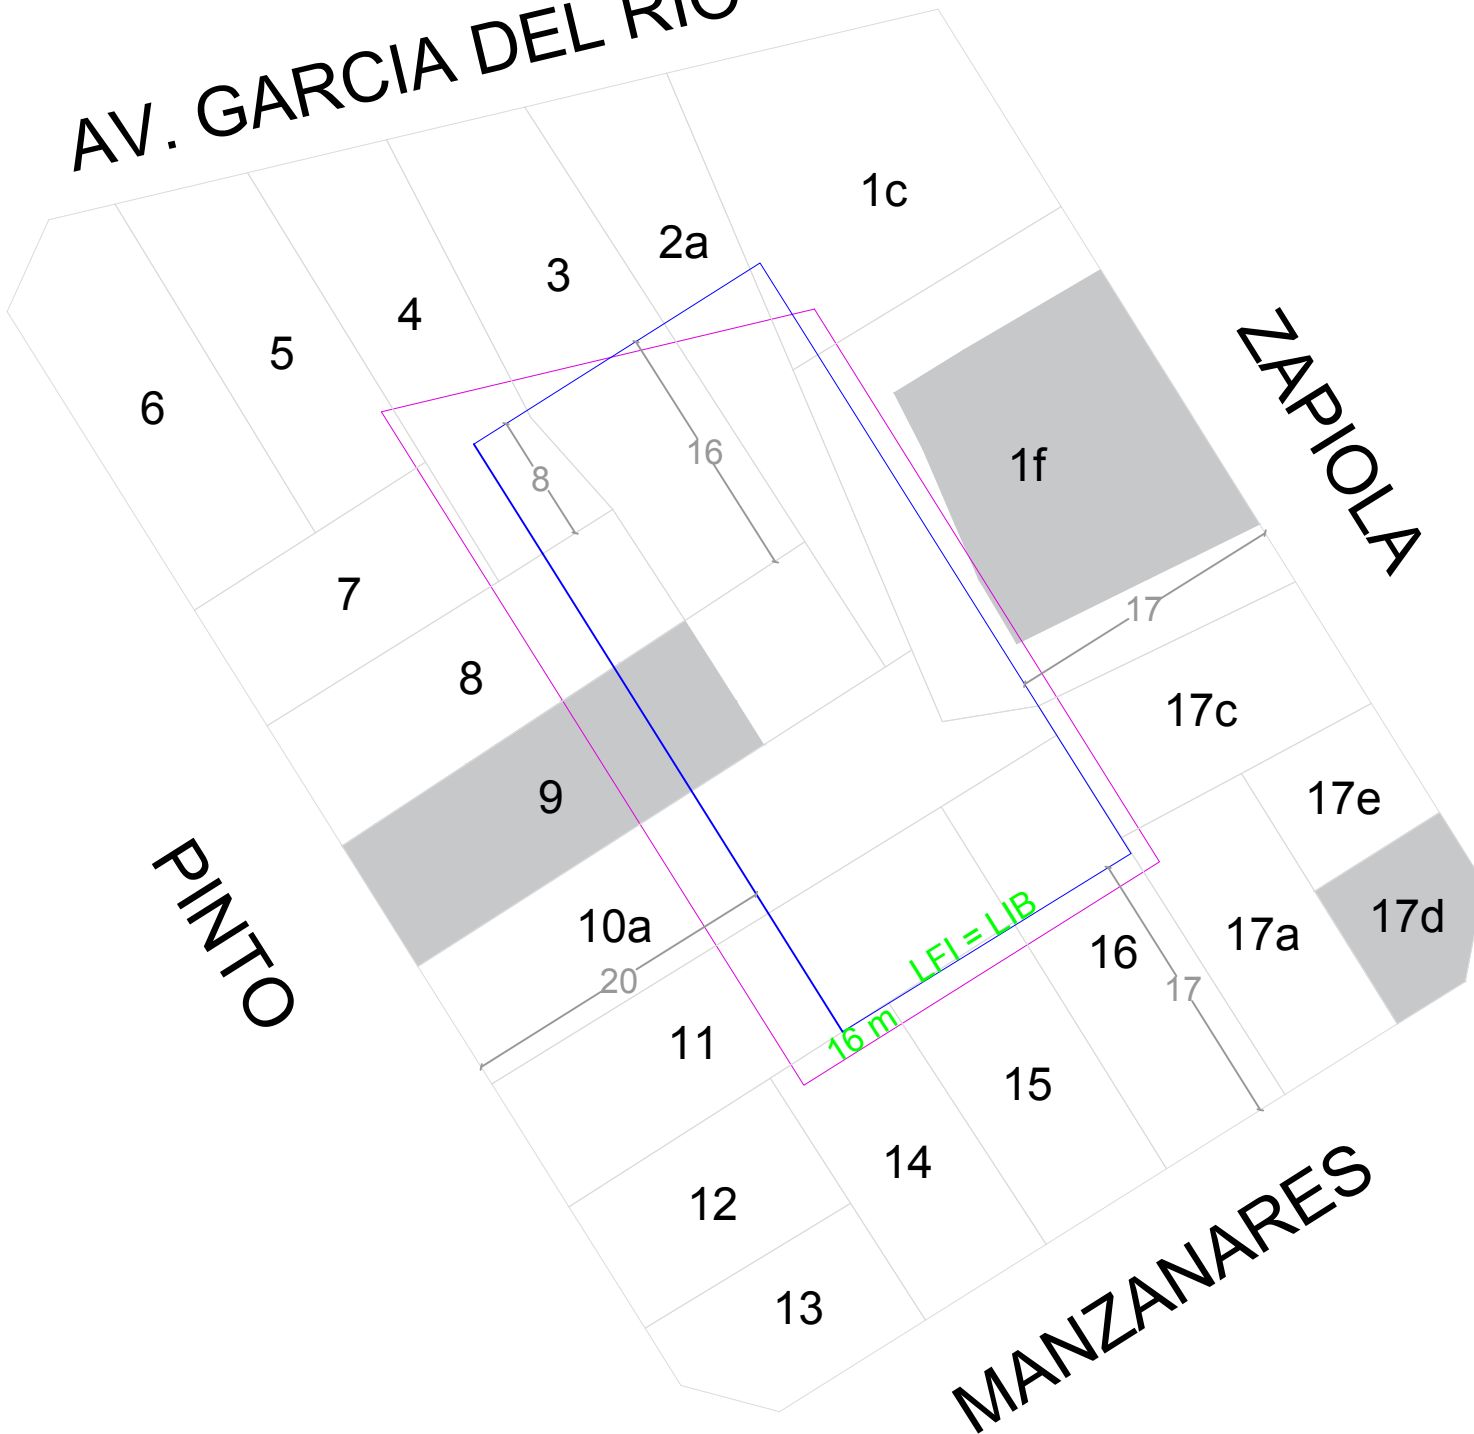 AV. GARCIA DEL RIO
1c
2a
3
4
5
6
16
8
1f
ZAPIOLA
7
17
8
17c
9
17e
PINTO
10a
LFI = LIB
17d
17a
16
20
17
16 m
11
15
14
12
13
MANZANARES